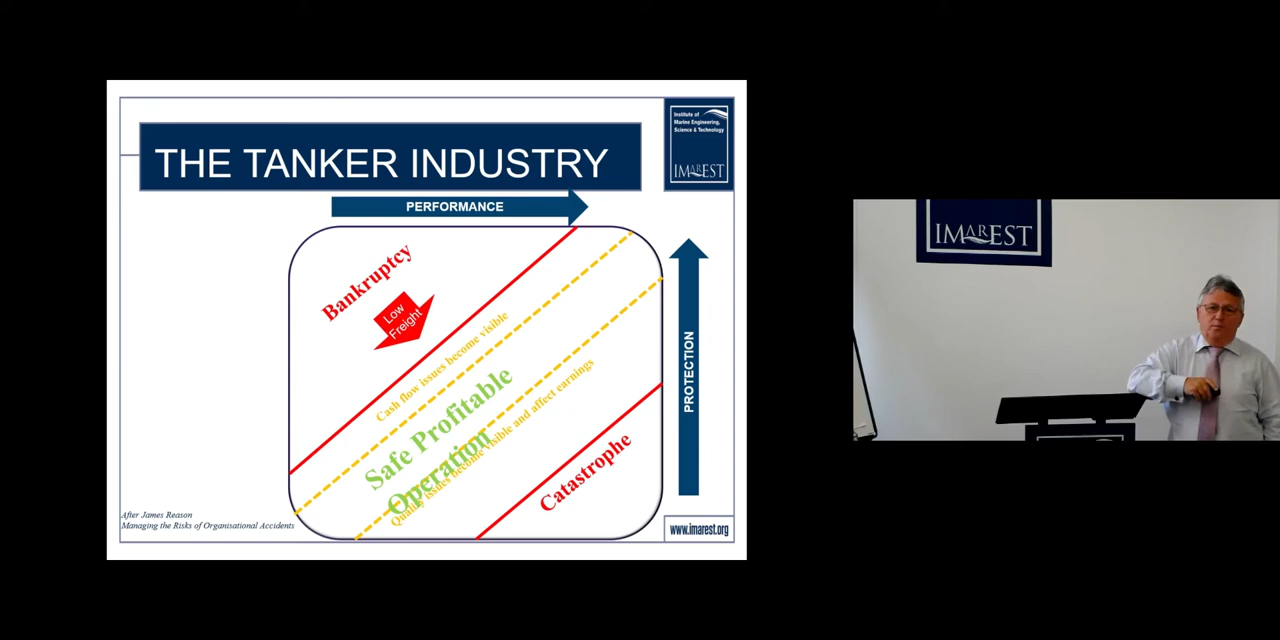 THE TANKER INDUSTRY
Institute of
Marine Engineering,
Science & Technology
IMarEST
PERFORMANCE
Bankruptcy
Low
Freight
Cash flow issues become visible
Safe Profitable
Operation
Quality issues become visible and affect earnings
Catastrophe
PROTECTION
After James Reason
Managing the Risks of Organisational Accidents
www.imarest.org
IMarEST
IMarEST